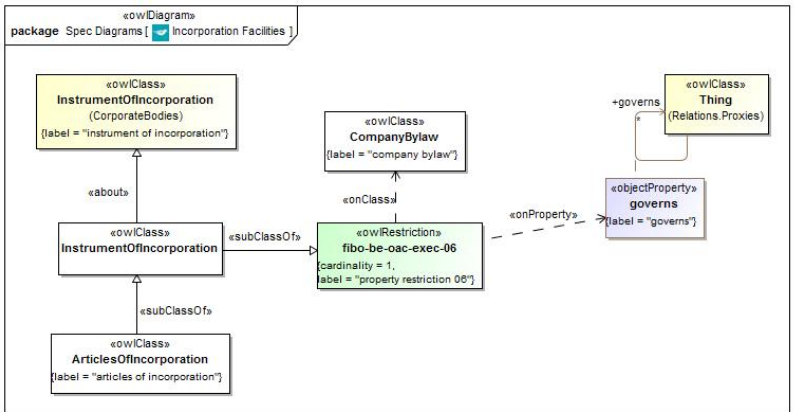 «owlDiagram»
package Spec Diagrams [ Incorporation Facilities ]
«owlClass»
InstrumentOfIncorporation
(CorporateBodies)
{label = "instrument of incorporation"}
«about»
«owlClass»
InstrumentOfIncorporation
«subClassOf»
«subClassOf»
«owlClass»
ArticlesOfIncorporation
{label = "articles of incorporation"}
«owlClass»
CompanyBylaw
{label = "company bylaw"}
«onClass»
«owlRestriction»
fibo-be-oac-exec-06
{cardinality = 1,
label = "property restriction 06"}
«onProperty»
+governs
*
«owlClass»
Thing
(Relations.Proxies)
«objectProperty»
governs
{label = "governs"}